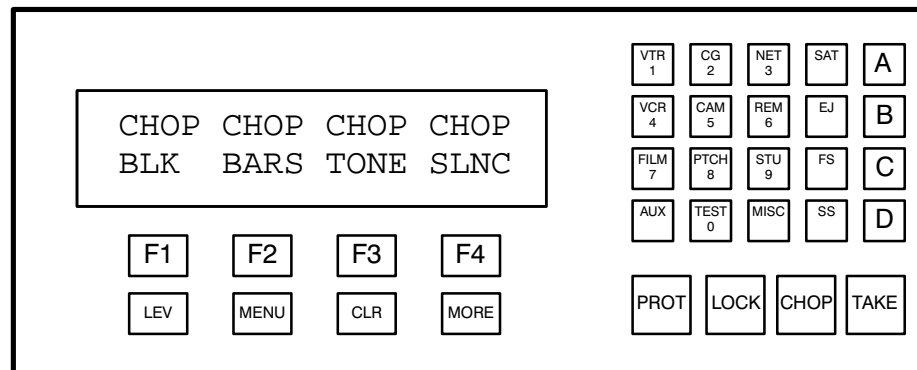 CHOP CHOP CHOP CHOP
BLK BARS TONE SLNC
F1 F2 F3 F4
LEV MENU CLR MORE
VTR CG NET SAT A
1 2 3
VCR CAM REM EJ B
4 5 6
FILM PTCH STU FS C
7 8 9
AUX TEST MISC SS D
0
PROT LOCK CHOP TAKE